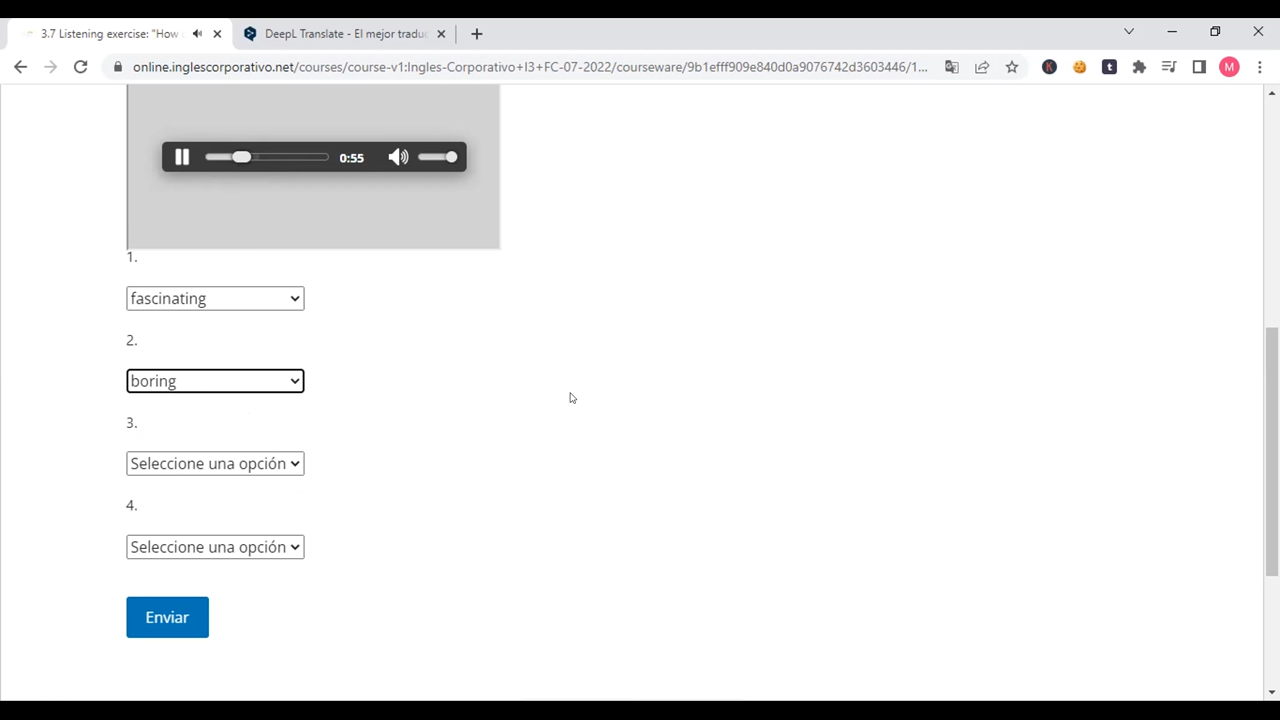 3.7 Listening exercise: "How
DeepL Translate - El mejor traduc
online.inglescorporativo.net/courses/course-v1:Ingles-Corporativo+I3+FC-07-2022/courseware/9b1efff909e840d0a9076742d3603446/1...
K
t
M
0:55
1.
fascinating
2.
boring
3.
Seleccione una opción
4.
Seleccione una opción
Enviar